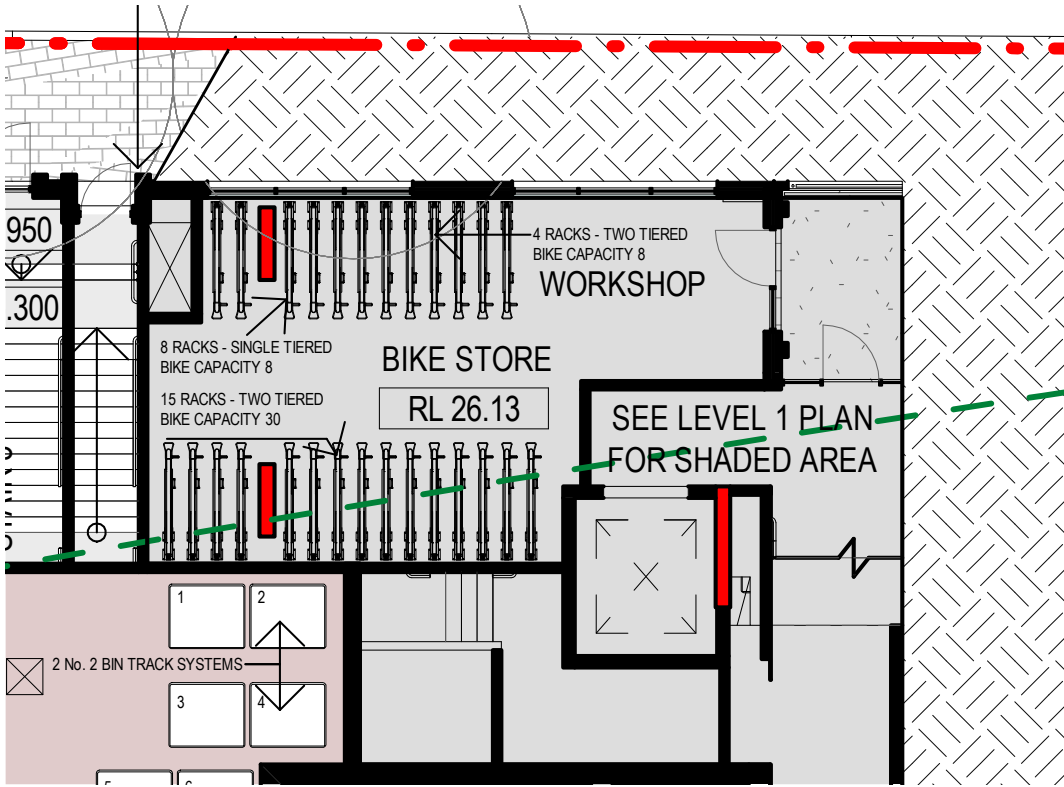 950
.300
4 RACKS - TWO TIERED
BIKE CAPACITY 8
WORKSHOP
8 RACKS - SINGLE TIERED
BIKE CAPACITY 8
BIKE STORE
15 RACKS - TWO TIERED
BIKE CAPACITY 30
RL 26.13
SEE LEVEL 1 PLAN
FOR SHADED AREA
1
2
2 No. 2 BIN TRACK SYSTEMS
3
4
5
6